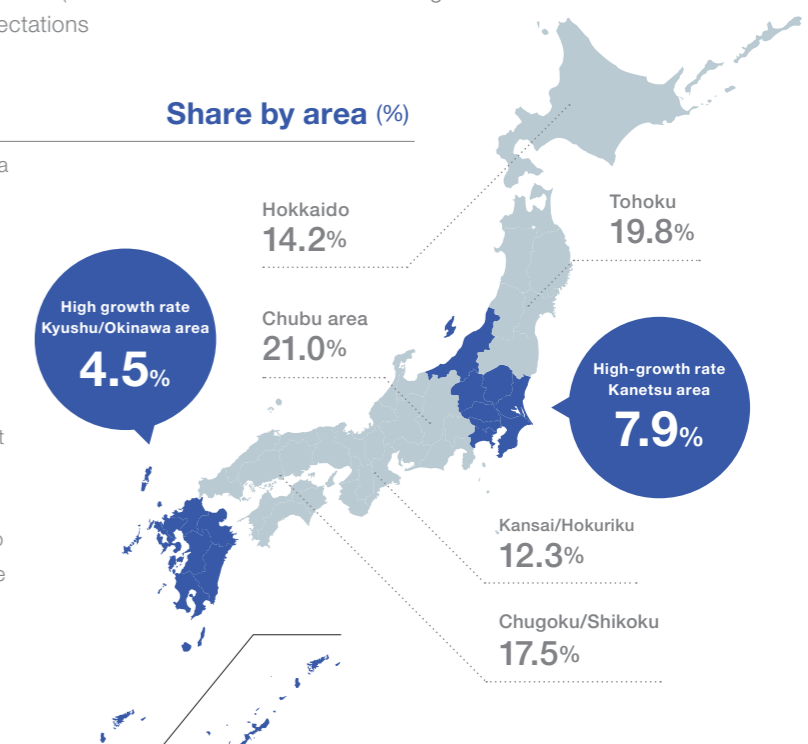 ectations
Share by area (%)
a
Hokkaido
14.2%
Tohoku
19.8%
High growth rate
Kyushu/Okinawa area
4.5%
Chubu area
21.0%
High-growth rate
Kanetsu area
7.9%
t
Kansai/Hokuriku
12.3%
o
e
Chugoku/Shikoku
17.5%